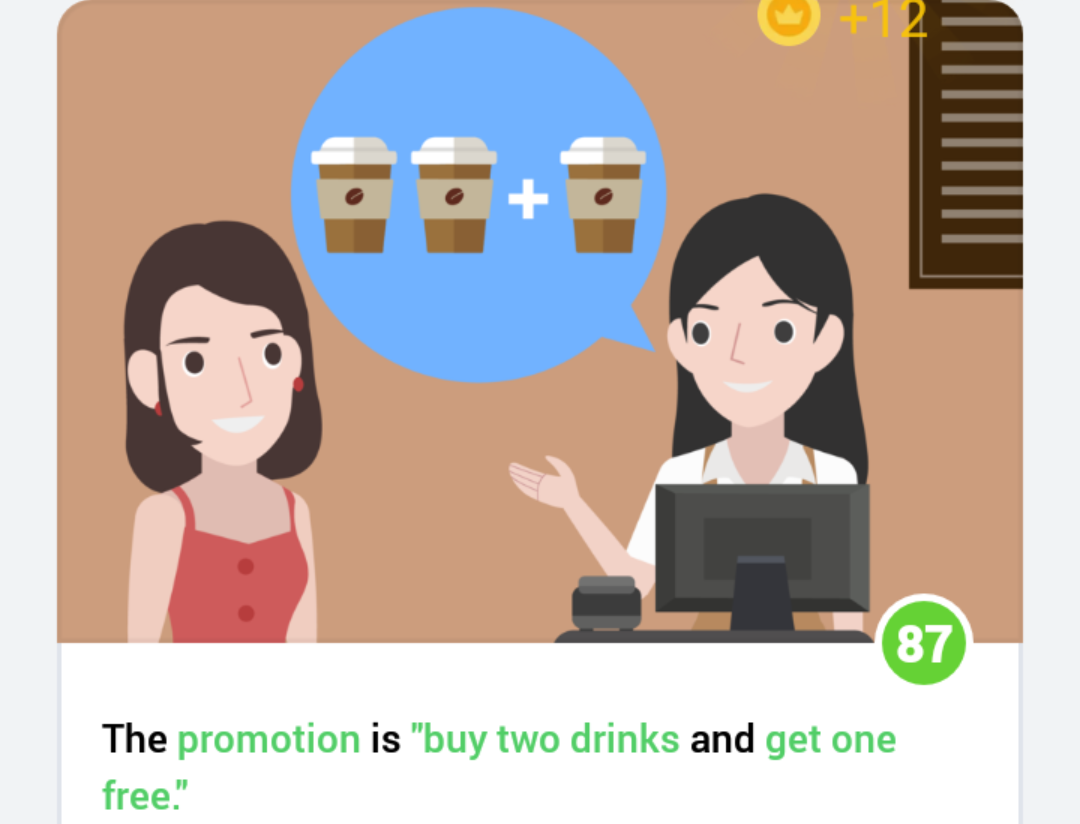 +12
87
The promotion is "buy two drinks and get one
free."